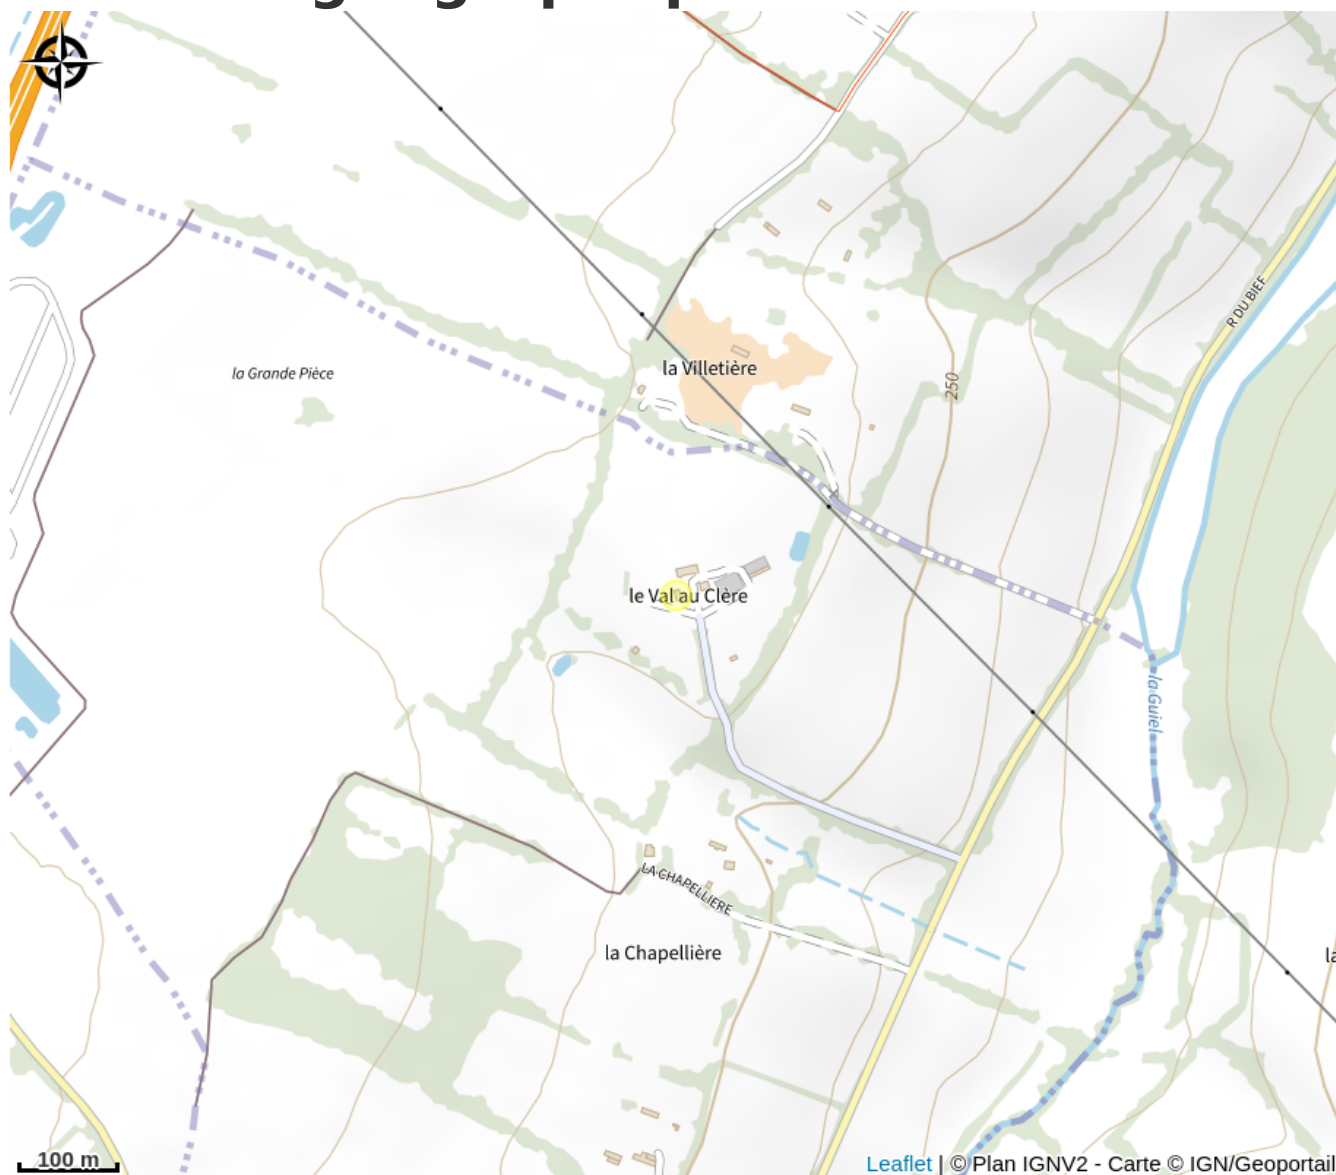 la Grande Pièce
la Villetière
250
R DU BIEF
le Val au Clère
la Guiel
LA CHAPELLIERE
la Chapellière
la
100 m
Leaflet | © Plan IGNV2 - Carte © IGN/Geoportail